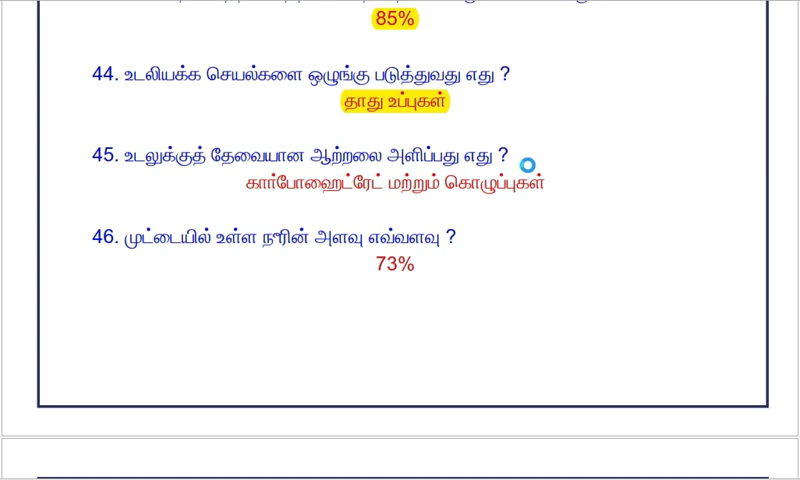 85%
44. உடலியக்க செயல்களை ஒழுங்கு படுத்துவது எது ?
தாது உப்புகள்
45. உடலுக்குத் தேவையான ஆற்றலை அளிப்பது எது ?
கார்போஹைட்ரேட் மற்றும் கொழுப்புகள்
46. முட்டையில் உள்ள நூரின் அளவு எவ்வளவு ?
73%